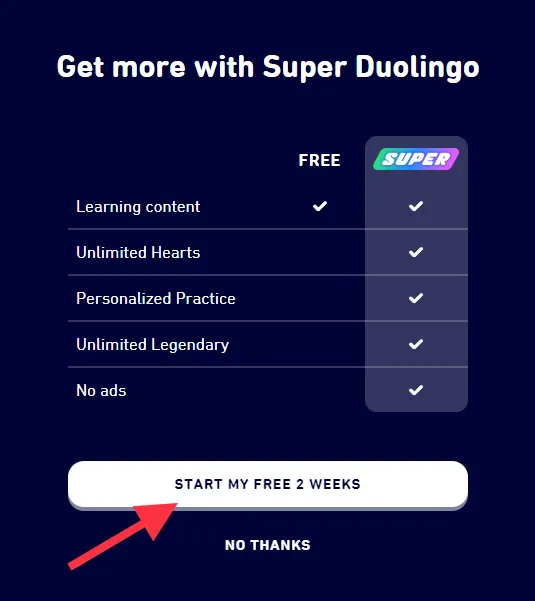 Get more with Super Duolingo
FREE SUPER
Learning content
Unlimited Hearts
Personalized Practice
Unlimited Legendary
No ads
START MY FREE 2 WEEKS
NO THANKS